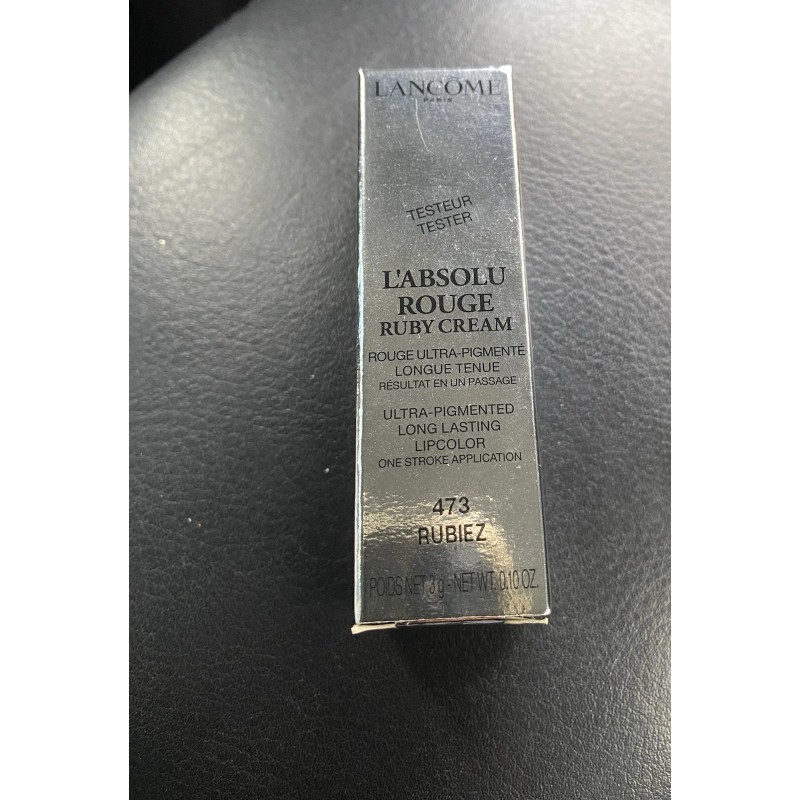 LANCÔME
PARIS
TESTEUR
TESTER
L'ABSOLU
ROUGE
RUBY CREAM
ROUGE ULTRA-PIGMENTÉ
LONGUE TENUE
RÉSULTAT EN UN PASSAGE
ULTRA-PIGMENTED
LONG LASTING
LIPCOLOR
ONE STROKE APPLICATION
473
RUBIEZ
POIDS NET 3 g - NET WT. 0.10 OZ.